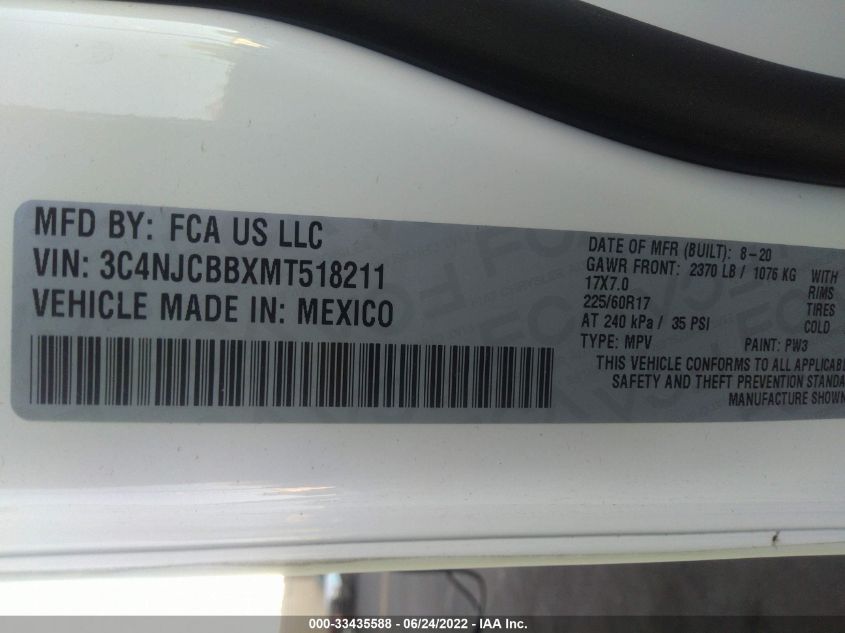 MFD BY: FCA US LLC
VIN: 3C4NJCBBXMT518211
VEHICLE MADE IN: MEXICO
DATE OF MFR (BUILT): 8-20
GAWR FRONT: 2370 LB / 1076 KG WITH
17X7.0 RIMS
225/60R17 TIRES
AT 240 kPa / 35 PSI COLD
TYPE: MPV PAINT: PW3
THIS VEHICLE CONFORMS TO ALL APPLICABLE
SAFETY AND THEFT PREVENTION STANDA
MANUFACTURE SHOWN
000-33435588 - 06/24/2022 - IAA, Inc.